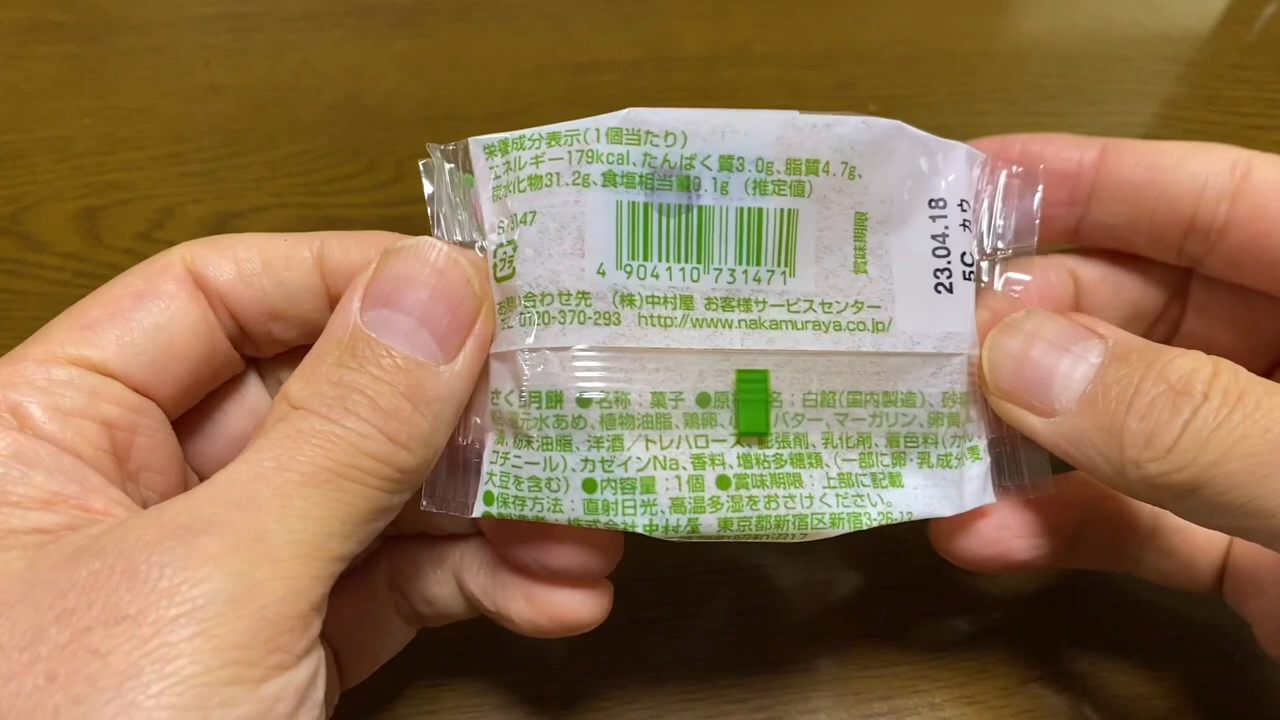 栄養成分表示(1個当たり)
エネルギー179kcal、たんぱく質3.0g、脂質4.7g、
炭水化物31.2g、食塩相当量0.1g (推定値)
S73147
プラ
4 904110 731471
賞味期限
23.04.18
5C カウ
お問い合わせ先 (株)中村屋 お客様サービスセンター
0120-370-293 http://www.nakamuraya.co.jp/
さく 月餅 ●名称:菓子 ●原 名:白餡(国内製造)、
元水あめ、植物油脂、鶏卵、 バター、マーガリン、卵黄
粉末油脂、洋酒/トレハロース、膨張剤、乳化剤、着色料(カ
コチニール)、カゼインNa、香料、増粘多糖類、(一部に卵・乳成分
大豆を含む) ●内容量:1個 ●賞味期限:上部に記載
●保存方法:直射日光、高温多湿をおさけください。
株式会社 中村屋 東京都新宿区新宿3-26-13